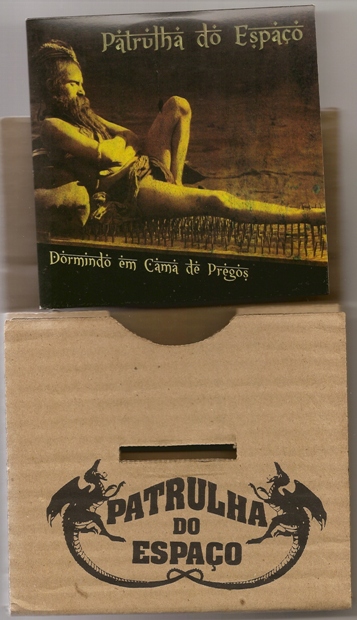 Patrulha do Espaço
Dormindo em Cama de Pregos
PATRULHA
DO
ESPAÇO